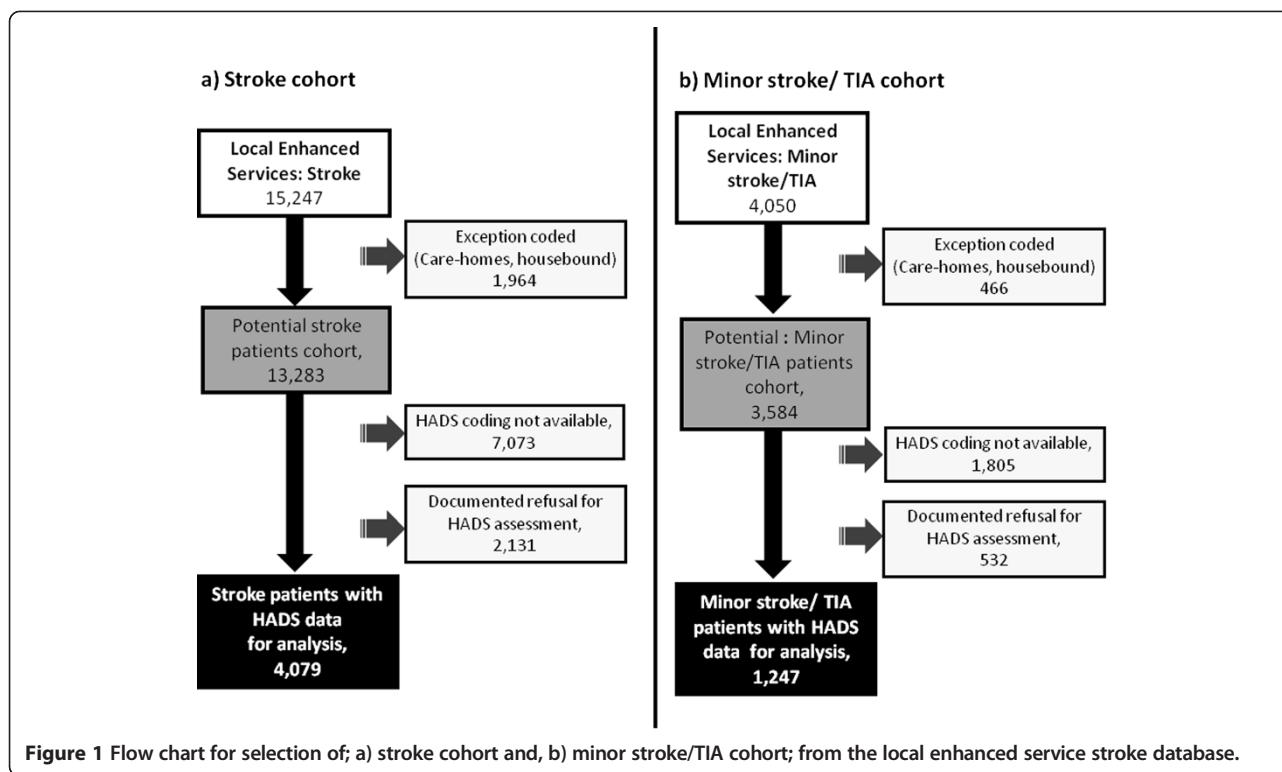 a) Stroke cohort
Local Enhanced
Services: Stroke
15,247
Exception coded
(Care-homes, housebound)
1,964
Potential stroke
patients cohort,
13,283
HADS coding not available,
7,073
Documented refusal for
HADS assessment,
2,131
Stroke patients with
HADS data
for analysis,
4,079
b) Minor stroke/ TIA cohort
Local Enhanced
Services: Minor
stroke/TIA
4,050
Exception coded
(Care-homes, housebound)
466
Potential : Minor
stroke/TIA patients
cohort,
3,584
HADS coding not available,
1,805
Documented refusal for
HADS assessment,
532
Minor stroke/ TIA
patients with HADS
data for analysis,
1,247
Figure 1 Flow chart for selection of; a) stroke cohort and, b) minor stroke/TIA cohort; from the local enhanced service stroke database.